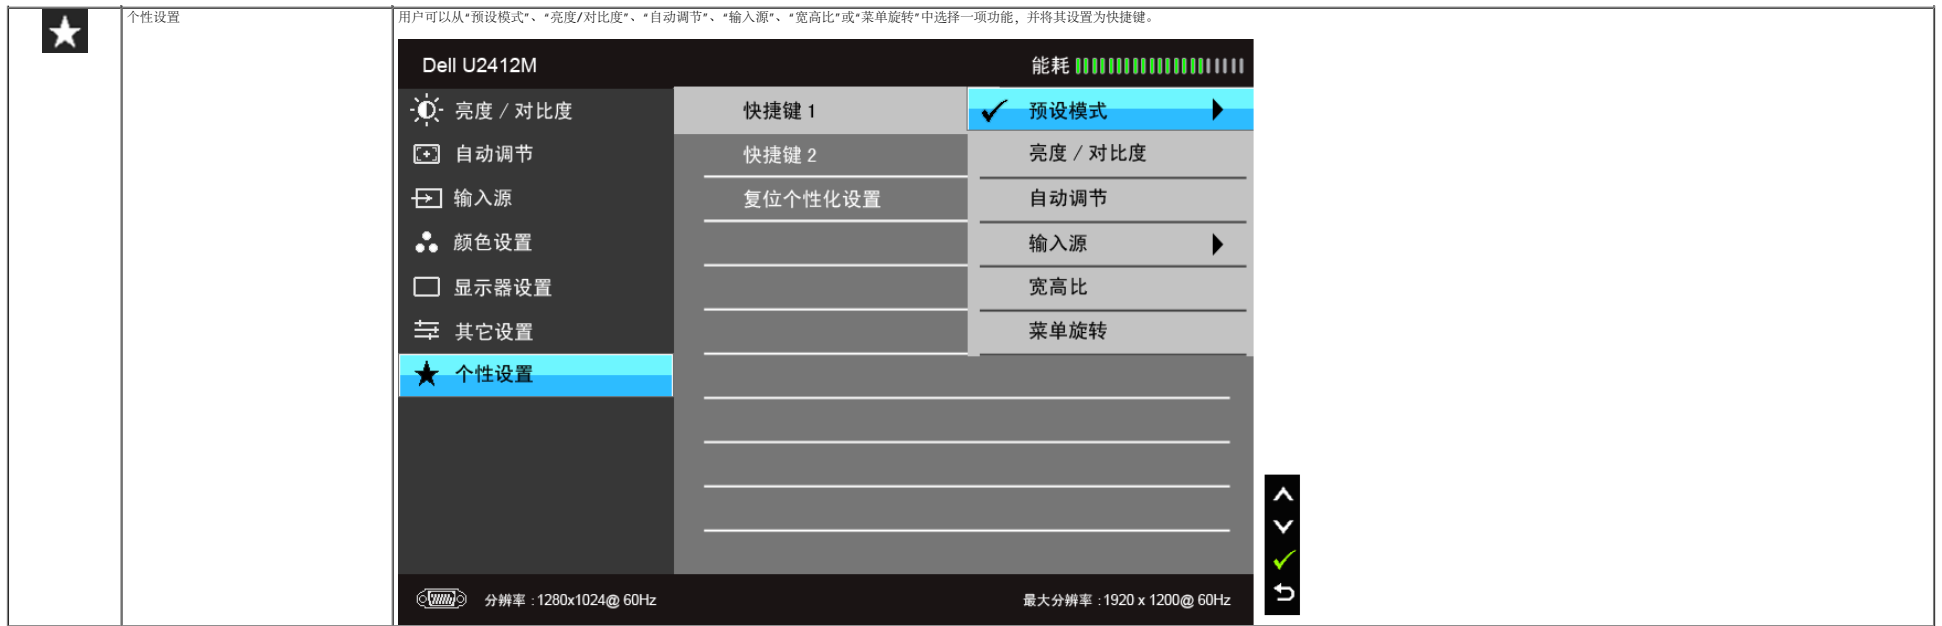 个性设置
用户可以从“预设模式”、“亮度/对比度”、“自动调节”、“输入源”、“宽高比”或“菜单旋转”中选择一项功能，并将其设置为快捷键。
Dell U2412M
能耗
亮度 / 对比度
快捷键 1
预设模式
自动调节
快捷键 2
亮度 / 对比度
输入源
复位个性化设置
自动调节
颜色设置
输入源
显示器设置
宽高比
其它设置
菜单旋转
个性设置
分辨率 :1280x1024@ 60Hz
最大分辨率 :1920 x 1200@ 60Hz